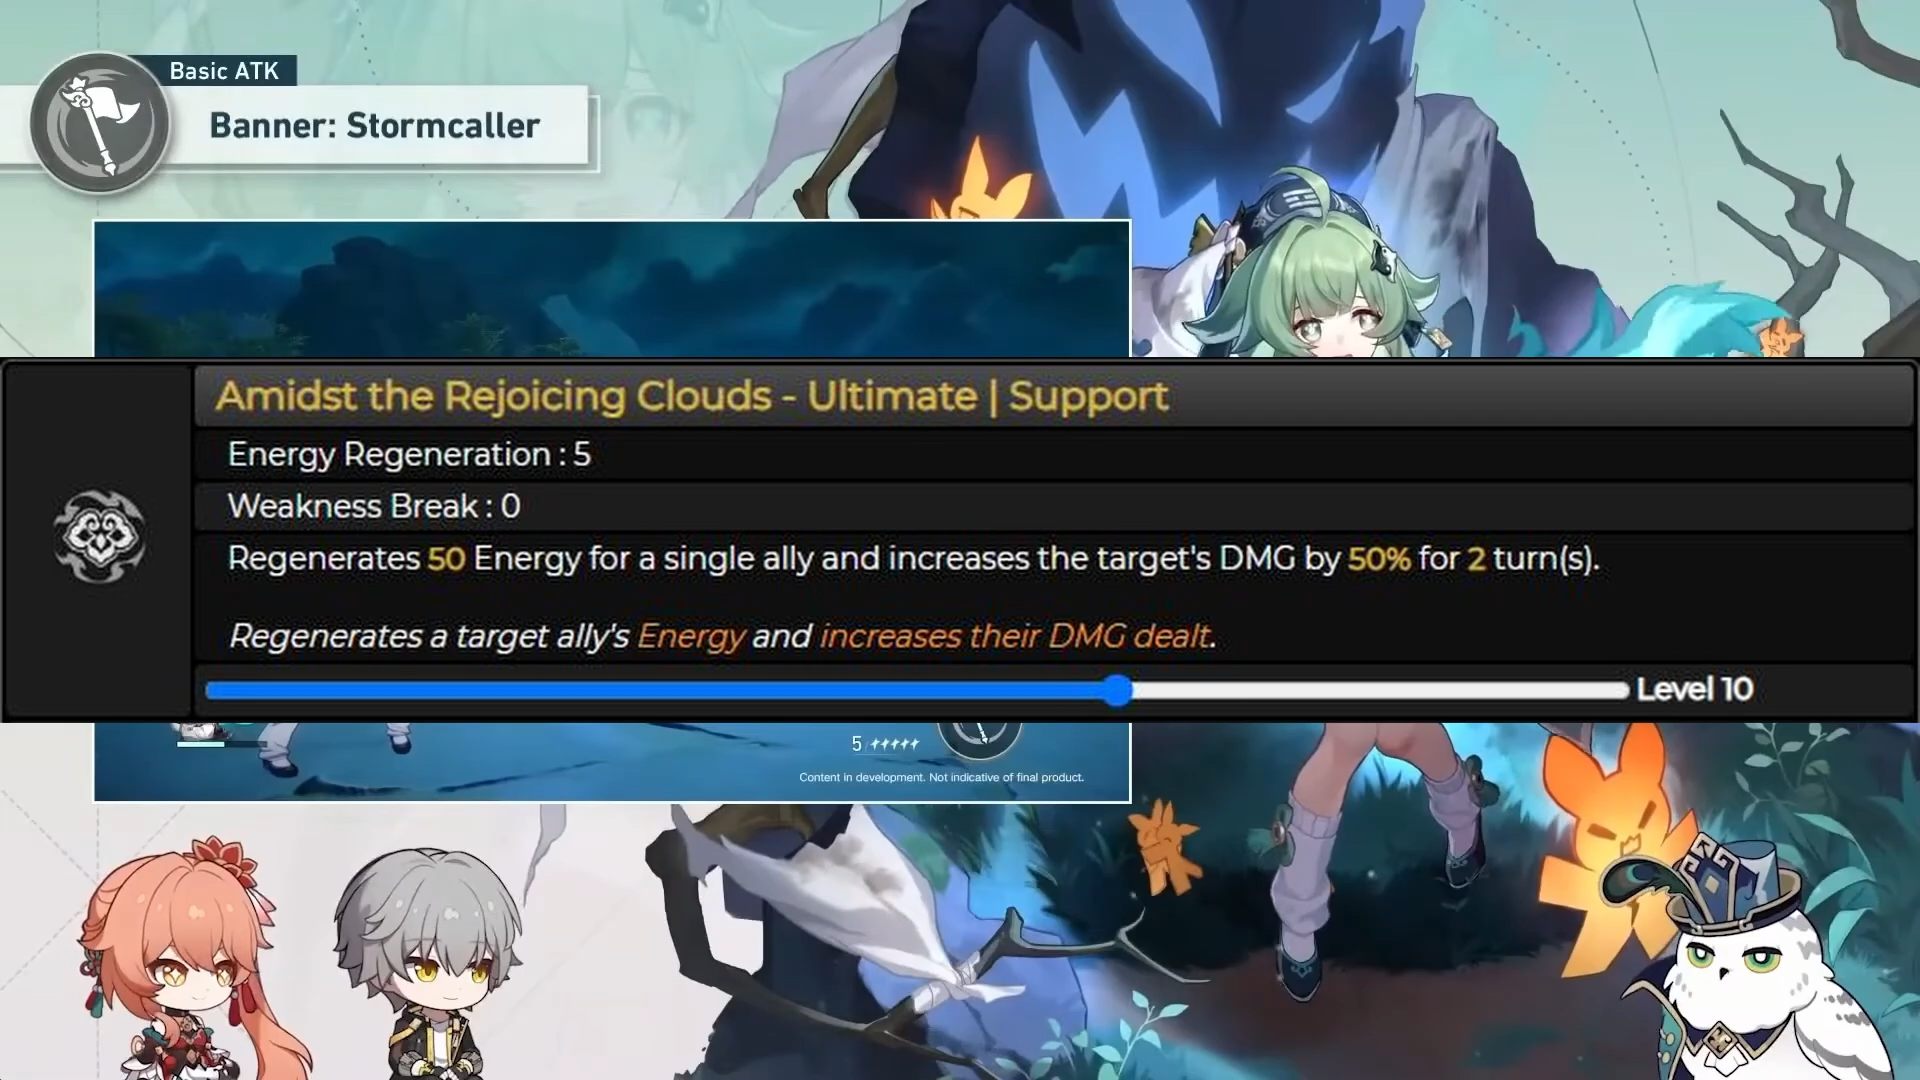 Basic ATK
Banner: Stormcaller
Amidst the Rejoicing Clouds - Ultimate | Support
Energy Regeneration : 5
Weakness Break : 0
Regenerates 50 Energy for a single ally and increases the target's DMG by 50% for 2 turn(s).
Regenerates a target ally's Energy and increases their DMG dealt.
Level 10
5
Content in development. Not indicative of final product.